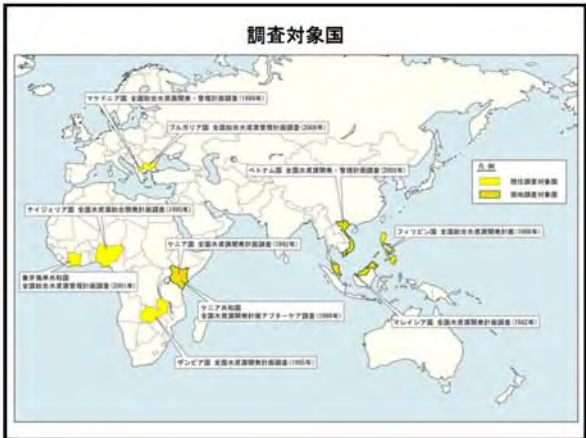 調査対象国
マケドニア国 全国総合水資源開発・管理計画調査(1999年)
ブルガリア国 全国総合水資源管理計画調査(2008年)
ベトナム国 全国水資源開発・管理計画調査(2003年)
凡 例
既往調査対象国
現地調査対象国
ナイジェリア国 全国水資源総合開発計画調査(1995年)
ケニア国 全国水資源開発計画調査(1992年)
フィリピン国 全国総合水資源開発計画(1998年)
象牙海岸共和国
全国総合水資源管理計画調査(2001年)
ケニア共和国
全国水資源開発計画アフターケア調査(1998年)
マレイシア国 全国水資源開発計画調査(1982年)
ザンビア国 全国水資源開発計画調査(1995年)